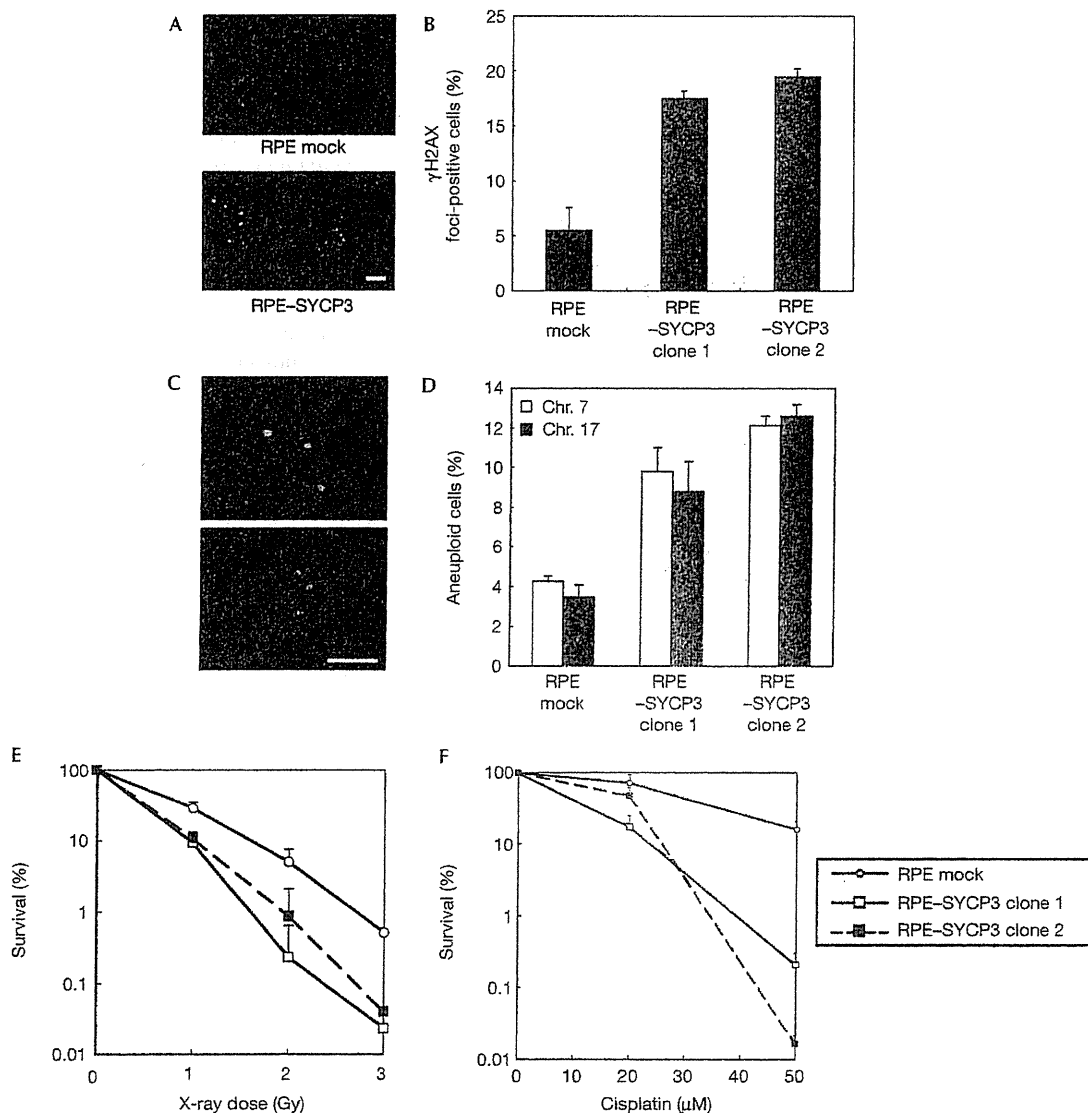 A
RPE mock
RPE–SYCP3
B
γH2AX
foci-positive cells (%)
25
20
15
10
5
0
RPE
mock
RPE
–SYCP3
clone 1
RPE
–SYCP3
clone 2
C
D
Aneuploid cells (%)
14
12
10
8
6
4
2
0
Chr. 7
Chr. 17
RPE
mock
RPE
–SYCP3
clone 1
RPE
–SYCP3
clone 2
E
Survival (%)
100
10
1
0.1
0.01
0
1
2
3
X-ray dose (Gy)
F
Survival (%)
100
10
1
0.1
0.01
0
10
20
30
40
50
Cisplatin (μM)
RPE mock
RPE–SYCP3 clone 1
RPE–SYCP3 clone 2